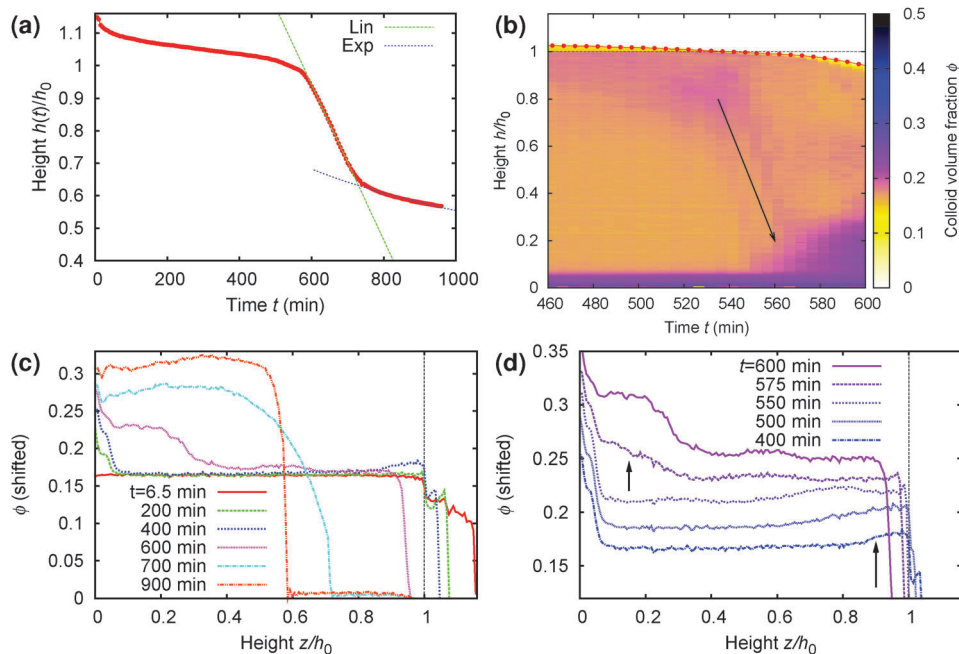 (a)
Lin
Exp
Height h(t)/h0
1.1
1
0.9
0.8
0.7
0.6
0.5
0.4
0 200 400 600 800 1000
Time t (min)
(b)
Height h/h0
1
0.8
0.6
0.4
0.2
0
460 480 500 520 540 560 580 600
Time t (min)
0.5
0.4
0.3
0.2
0.1
0
Colloid volume fraction ϕ
(c)
ϕ (shifted)
0.3
0.25
0.2
0.15
0.1
0.05
0
t=6.5 min
200 min
400 min
600 min
700 min
900 min
0 0.2 0.4 0.6 0.8 1
Height z/h0
(d)
ϕ (shifted)
0.35
0.3
0.25
0.2
0.15
t=600 min
575 min
550 min
500 min
400 min
0 0.2 0.4 0.6 0.8 1
Height z/h0